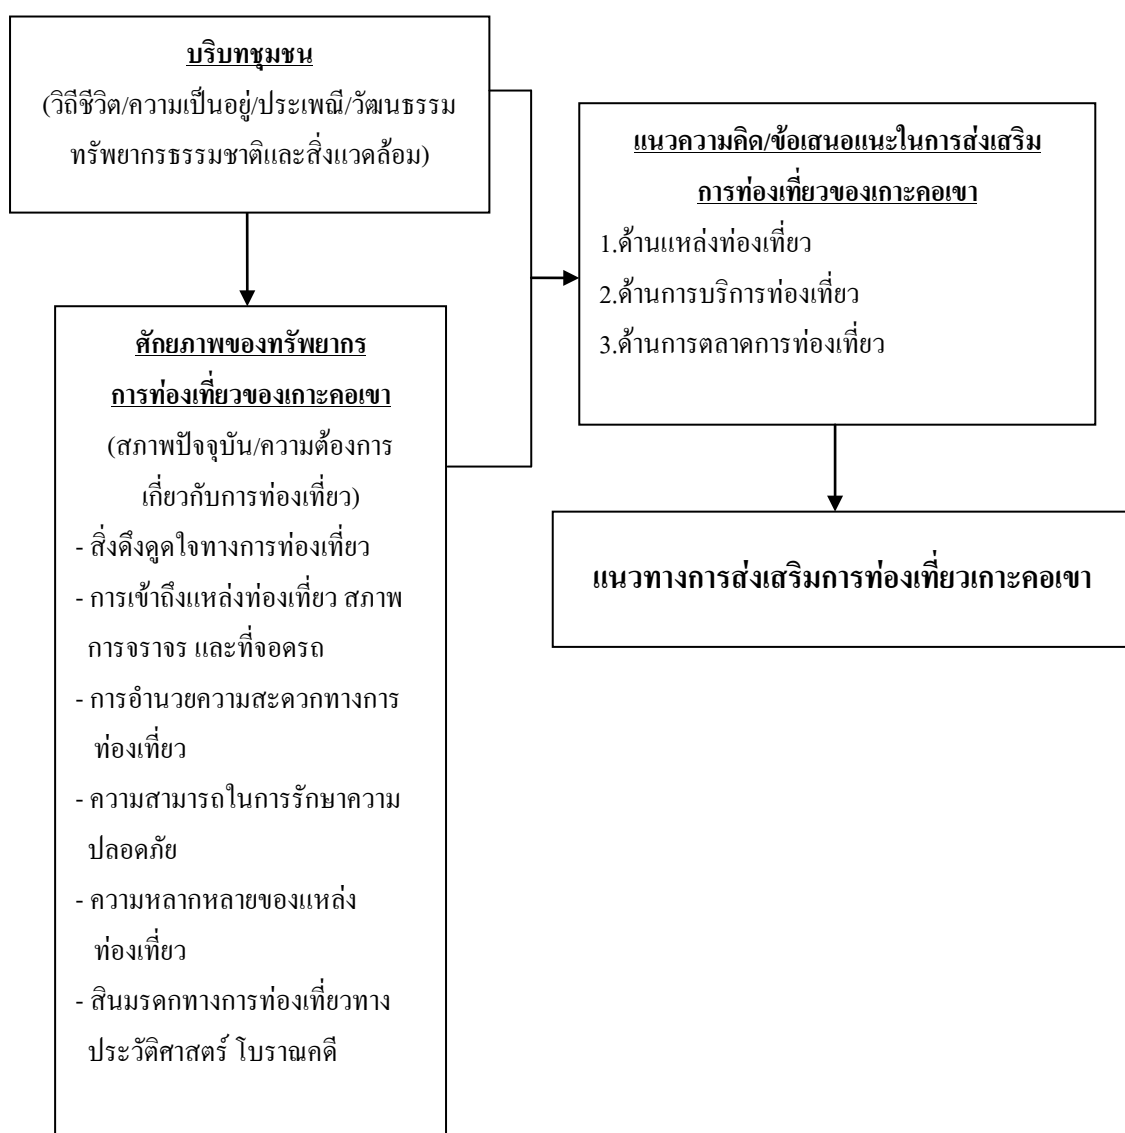 บริบทชุมชน
(วิถีชีวิต/ความเป็นอยู่/ประเพณี/วัฒนธรรม
ทรัพยากรธรรมชาติและสิ่งแวดล้อม)
ศักยภาพของทรัพยากร
การท่องเที่ยวของเกาะคอเขา
(สภาพปัจจุบัน/ความต้องการ
เกี่ยวกับการท่องเที่ยว)
- สิ่งดึงดูดใจทางการท่องเที่ยว
- การเข้าถึงแหล่งท่องเที่ยว สภาพ
การจราจร และที่จอดรถ
- การอำนวยความสะดวกทางการ
ท่องเที่ยว
- ความสามารถในการรักษาความ
ปลอดภัย
- ความหลากหลายของแหล่ง
ท่องเที่ยว
- สินมรดกทางการท่องเที่ยวทาง
ประวัติศาสตร์ โบราณคดี
แนวความคิด/ข้อเสนอแนะในการส่งเสริม
การท่องเที่ยวของเกาะคอเขา
1.ด้านแหล่งท่องเที่ยว
2.ด้านการบริการท่องเที่ยว
3.ด้านการตลาดการท่องเที่ยว
แนวทางการส่งเสริมการท่องเที่ยวเกาะคอเขา